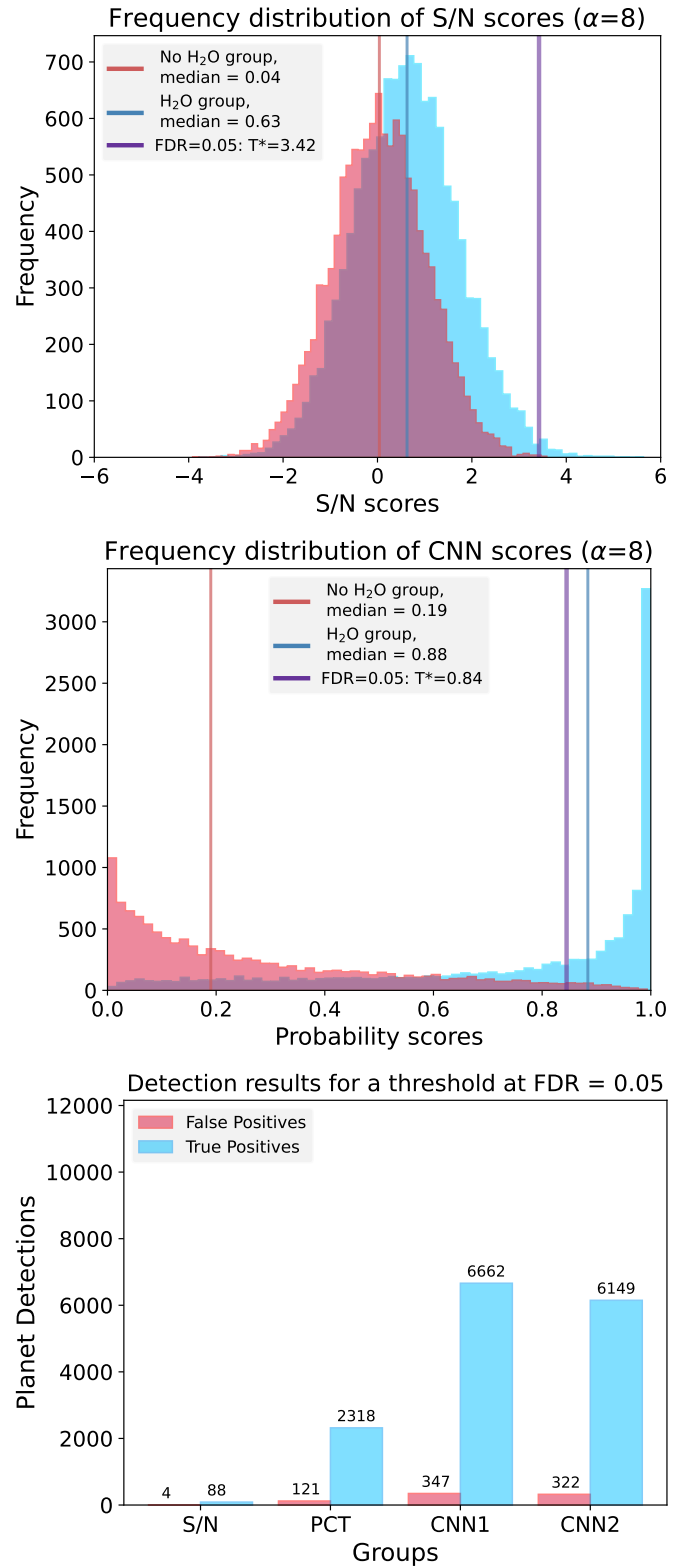 Frequency distribution of S/N scores (α=8)
No H₂O group,
median = 0.04
H₂O group,
median = 0.63
FDR=0.05: T*=3.42
Frequency
700
600
500
400
300
200
100
0
−6 −4 −2 0 2 4 6
S/N scores
Frequency distribution of CNN scores (α=8)
No H₂O group,
median = 0.19
H₂O group,
median = 0.88
FDR=0.05: T*=0.84
Frequency
3000
2500
2000
1500
1000
500
0
0.0 0.2 0.4 0.6 0.8 1.0
Probability scores
Detection results for a threshold at FDR = 0.05
False Positives
True Positives
Planet Detections
12000
10000
8000
6000
4000
2000
0
4 88 121 2318 347 6662 322 6149
S/N PCT CNN1 CNN2
Groups